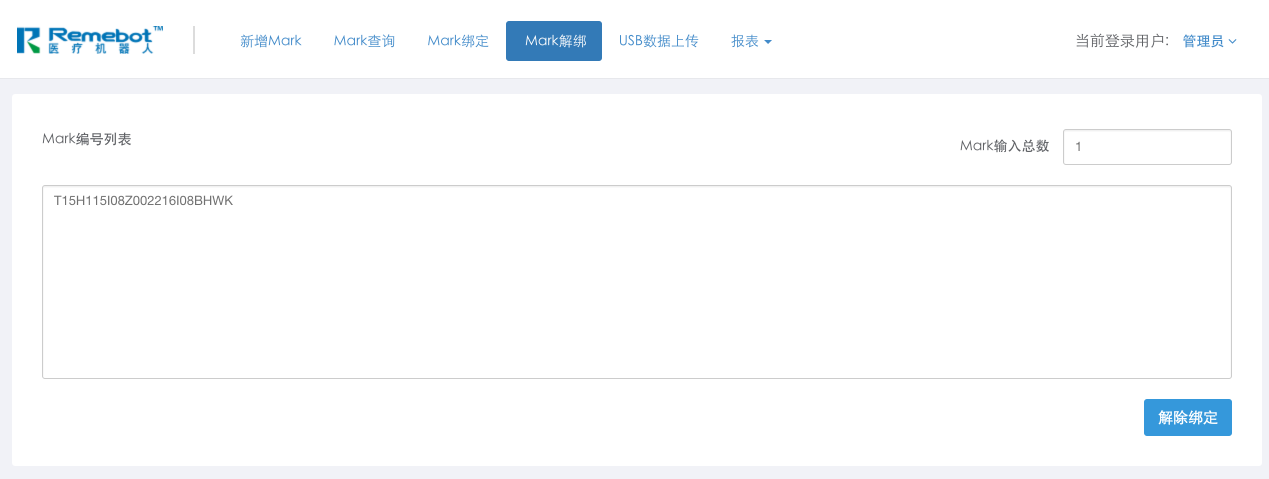 Remebot™
医疗机器人
新增Mark Mark查询 Mark绑定 Mark解绑 USB数据上传 报表 当前登录用户: 管理员
Mark编号列表
Mark输入总数 1
T15H115I08Z002216I08BHWK
解除绑定